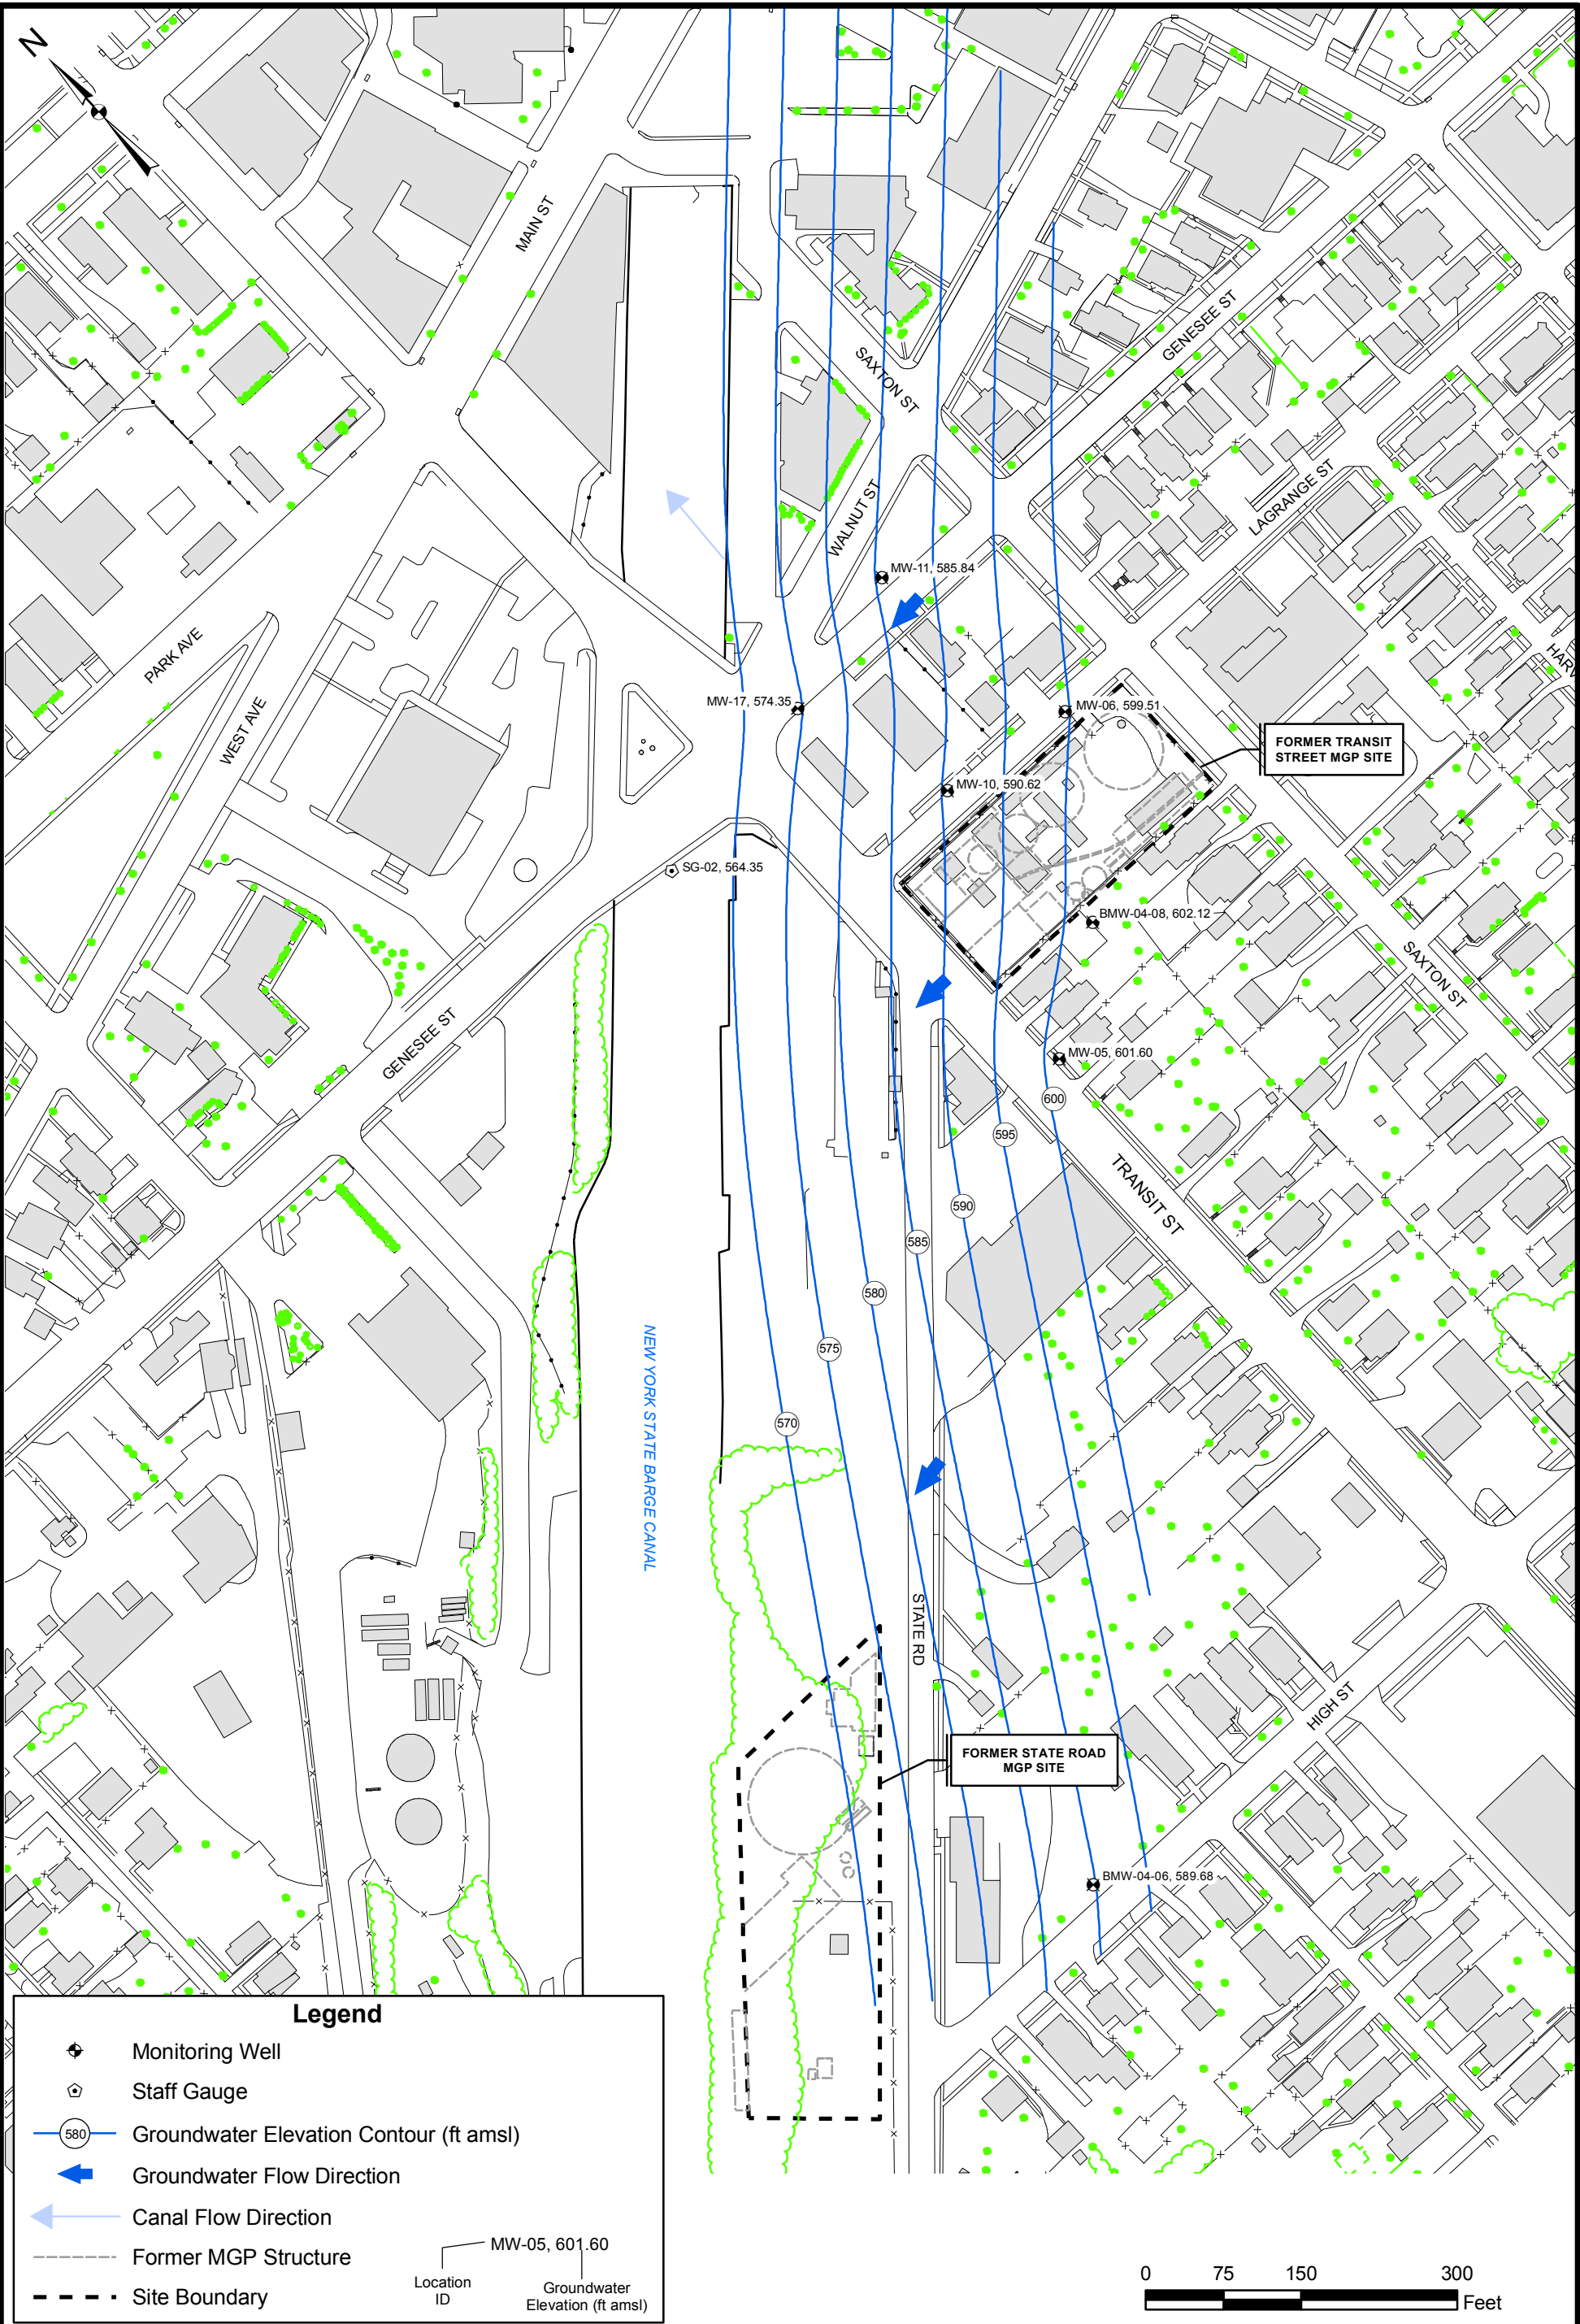 N
MAIN ST
SAXTON ST
GENESEE ST
LAGRANGE ST
WALNUT ST
MW-11, 585.84
PARK AVE
WEST AVE
MW-17, 574.35
MW-06, 599.51
FORMER TRANSIT
STREET MGP SITE
MW-10, 590.62
SG-02, 564.35
BMW-04-08, 602.12
SAXTON ST
GENESEE ST
MW-05, 601.60
600
595
TRANSIT ST
590
585
580
575
570
NEW YORK STATE BARGE CANAL
STATE RD
HIGH ST
FORMER STATE ROAD
MGP SITE
BMW-04-06, 589.68
Legend
Monitoring Well
Staff Gauge
580 Groundwater Elevation Contour (ft amsl)
Groundwater Flow Direction
Canal Flow Direction
Former MGP Structure
Site Boundary
MW-05, 601.60
Location
ID
Groundwater
Elevation (ft amsl)
0 75 150 300
Feet